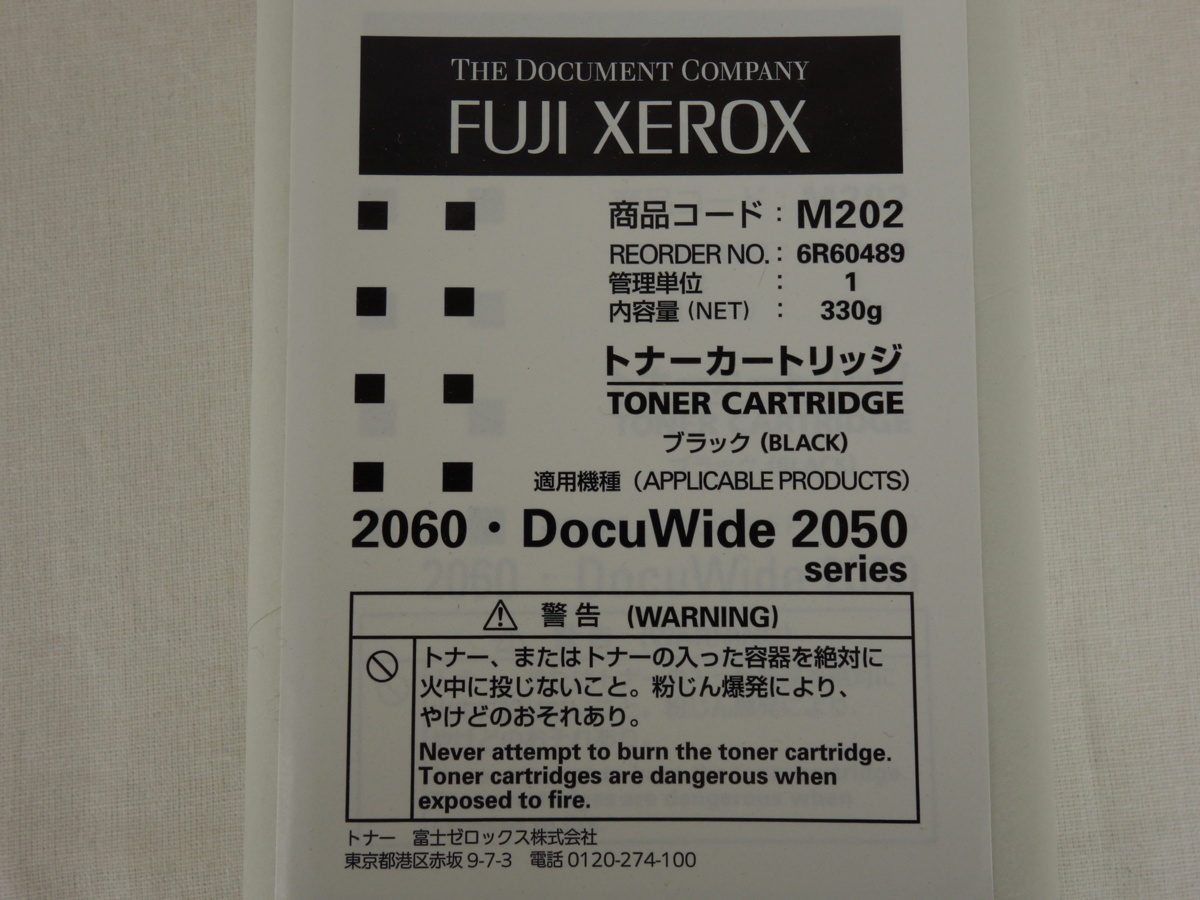 THE DOCUMENT COMPANY
FUJI XEROX
商品コード : M202
REORDER NO. : 6R60489
管理単位 : 1
内容量 (NET) : 330g
トナーカートリッジ
TONER CARTRIDGE
ブラック (BLACK)
適用機種 (APPLICABLE PRODUCTS)
2060・DocuWide 2050
series
警告 (WARNING)
トナー、またはトナーの入った容器を絶対に
火中に投じないこと。粉じん爆発により、
やけどのおそれあり。
Never attempt to burn the toner cartridge.
Toner cartridges are dangerous when
exposed to fire.
トナー 富士ゼロックス株式会社
東京都港区赤坂 9-7-3 電話 0120-274-100